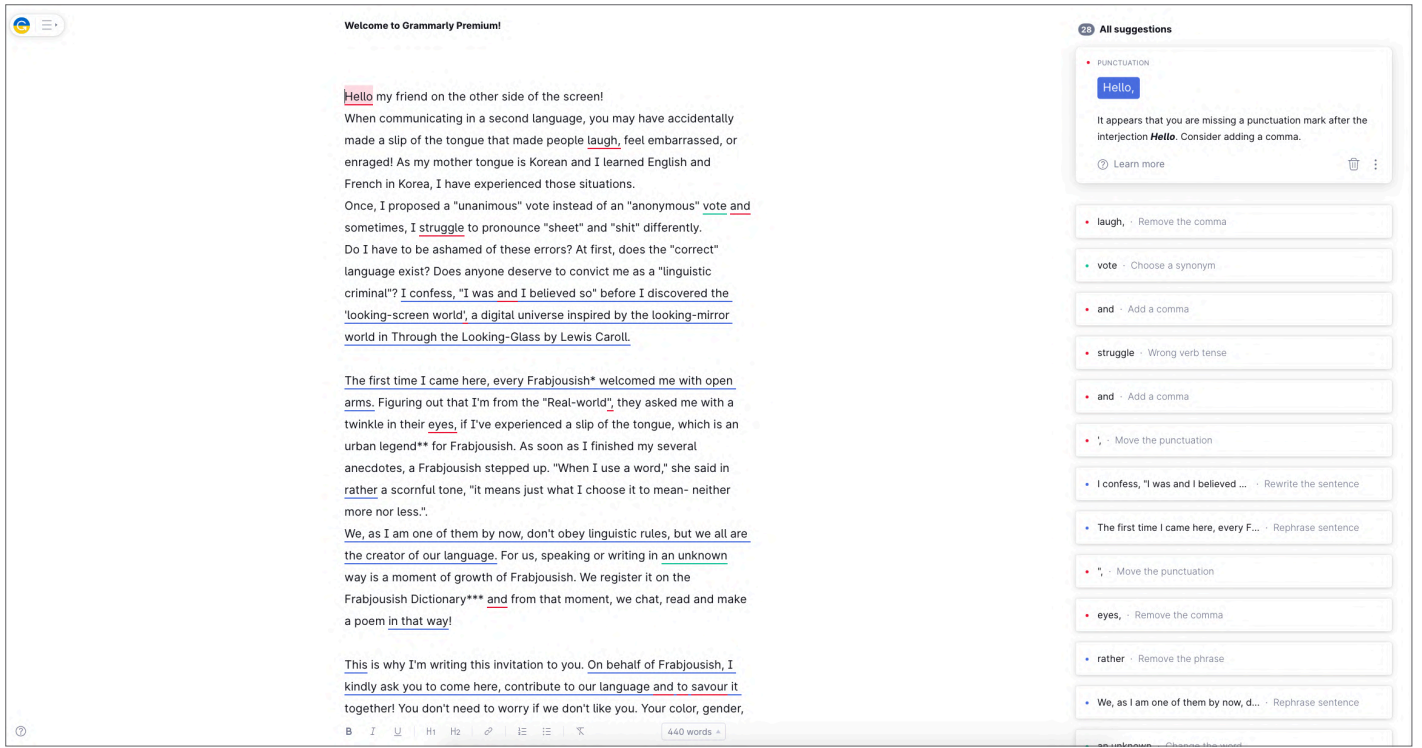 Welcome to Grammarly Premium!
Hello my friend on the other side of the screen!
When communicating in a second language, you may have accidentally
made a slip of the tongue that made people laugh, feel embarrassed, or
enraged! As my mother tongue is Korean and I learned English and
French in Korea, I have experienced those situations.
Once, I proposed a "unanimous" vote instead of an "anonymous" vote and
sometimes, I struggle to pronounce "sheet" and "shit" differently.
Do I have to be ashamed of these errors? At first, does the "correct"
language exist? Does anyone deserve to convict me as a "linguistic
criminal"? I confess, "I was and I believed so" before I discovered the
'looking-screen world', a digital universe inspired by the looking-mirror
world in Through the Looking-Glass by Lewis Caroll.
The first time I came here, every Frabjousish* welcomed me with open
arms. Figuring out that I'm from the "Real-world", they asked me with a
twinkle in their eyes, if I've experienced a slip of the tongue, which is an
urban legend** for Frabjousish. As soon as I finished my several
anecdotes, a Frabjousish stepped up. "When I use a word," she said in
rather a scornful tone, "it means just what I choose it to mean- neither
more nor less.".
We, as I am one of them by now, don't obey linguistic rules, but we all are
the creator of our language. For us, speaking or writing in an unknown
way is a moment of growth of Frabjousish. We register it on the
Frabjousish Dictionary*** and from that moment, we chat, read and make
a poem in that way!
This is why I'm writing this invitation to you. On behalf of Frabjousish, I
kindly ask you to come here, contribute to our language and to savour it
together! You don't need to worry if we don't like you. Your color, gender,
B I U H1 H2 440 words
28 All suggestions
PUNCTUATION
Hello,
It appears that you are missing a punctuation mark after the
interjection Hello. Consider adding a comma.
Learn more
laugh, · Remove the comma
vote · Choose a synonym
and · Add a comma
struggle · Wrong verb tense
and · Add a comma
', · Move the punctuation
I confess, "I was and I believed ... · Rewrite the sentence
The first time I came here, every F... · Rephrase sentence
", · Move the punctuation
eyes, · Remove the comma
rather · Remove the phrase
We, as I am one of them by now, d... · Rephrase sentence
an unknown · Change the word